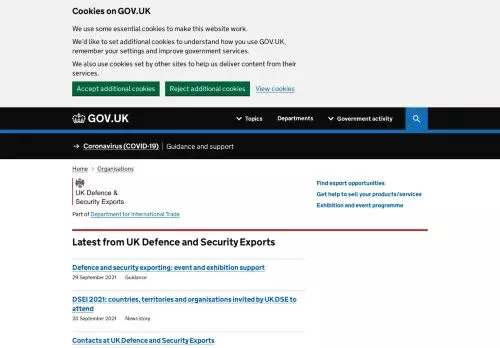 Cookies on GOV.UK
We use some essential cookies to make this website work.
We'd like to set additional cookies to understand how you use GOV.UK,
remember your settings and improve government services.
We also use cookies set by other sites to help us deliver content from their
services.
Accept additional cookies Reject additional cookies View cookies
GOV.UK Topics Departments Government activity
→ Coronavirus (COVID-19) Guidance and support
Home > Organisations
UK Defence &
Security Exports
Part of Department for International Trade
Find export opportunities
Get help to sell your products/services
Exhibition and event programme
Latest from UK Defence and Security Exports
Defence and security exporting: event and exhibition support
29 September 2021 Guidance
DSEI 2021: countries, territories and organisations invited by UK DSE to
attend
20 September 2021 News story
Contacts at UK Defence and Security Exports